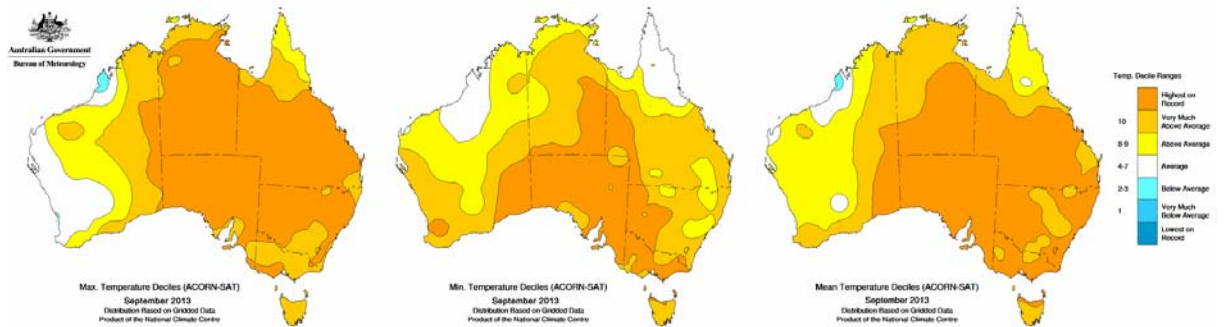 Australian Government
Bureau of Meteorology
Max. Temperature Deciles (ACORN-SAT)
September 2013
Distribution Based on Gridded Data
Product of the National Climate Centre
Min. Temperature Deciles (ACORN-SAT)
September 2013
Distribution Based on Gridded Data
Product of the National Climate Centre
Mean Temperature Deciles (ACORN-SAT)
September 2013
Distribution Based on Gridded Data
Product of the National Climate Centre
Temp. Decile Ranges
Highest on
Record
10 Very Much
Above Average
8-9 Above Average
4-7 Average
2-3 Below Average
1 Very Much
Below Average
Lowest on
Record